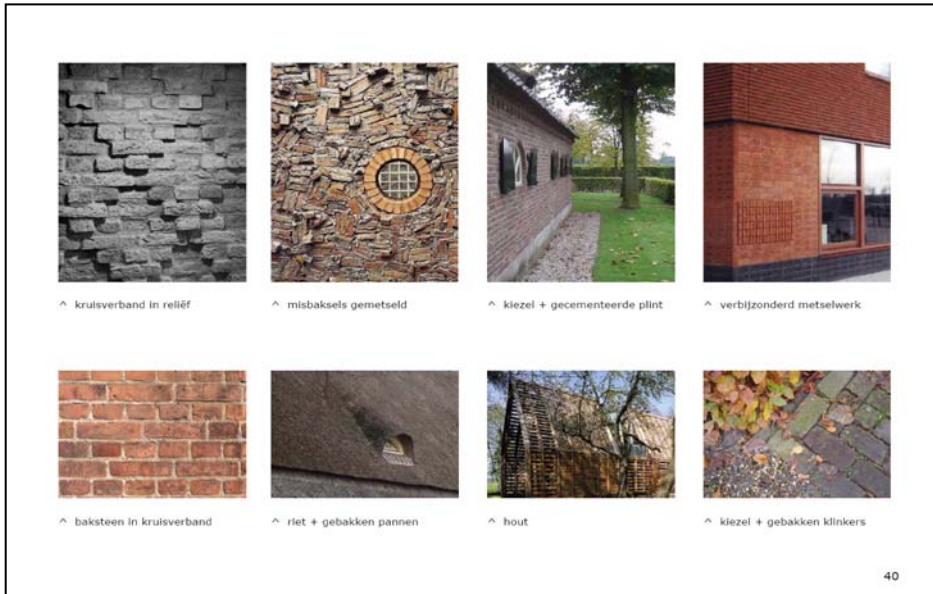 ^ kruisverband in reliëf
^ misbaksels gemetseld
^ kiezel + gecementeerde plint
^ verbijzonderd metselwerk
^ baksteen in kruisverband
^ riet + gebakken pannen
^ hout
^ kiezel + gebakken klinkers
40